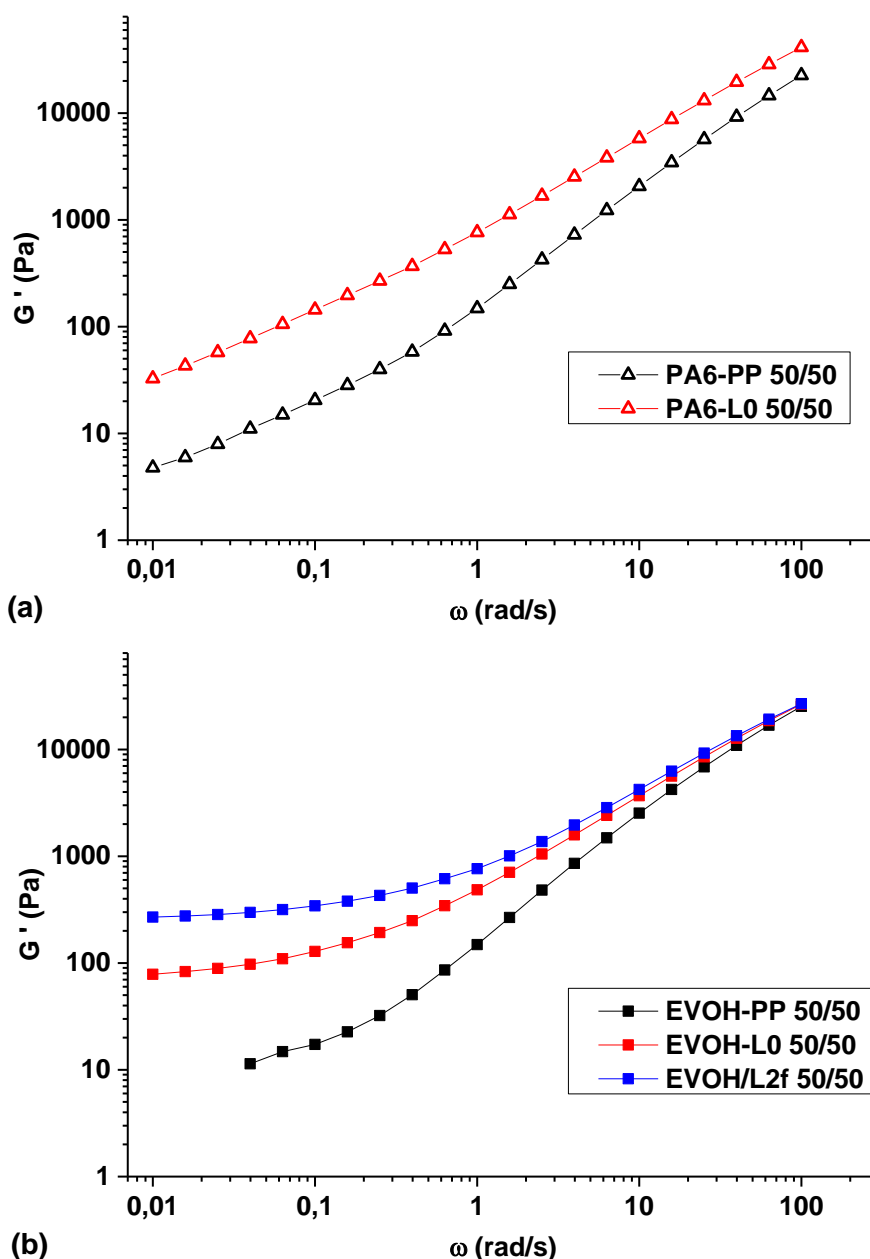 10000
1000
100
10
1
G ' (Pa)
PA6-PP 50/50
PA6-L0 50/50
0,01 0,1 1 10 100
ω (rad/s)
(a)
10000
1000
100
10
1
G ' (Pa)
EVOH-PP 50/50
EVOH-L0 50/50
EVOH/L2f 50/50
0,01 0,1 1 10 100
ω (rad/s)
(b)